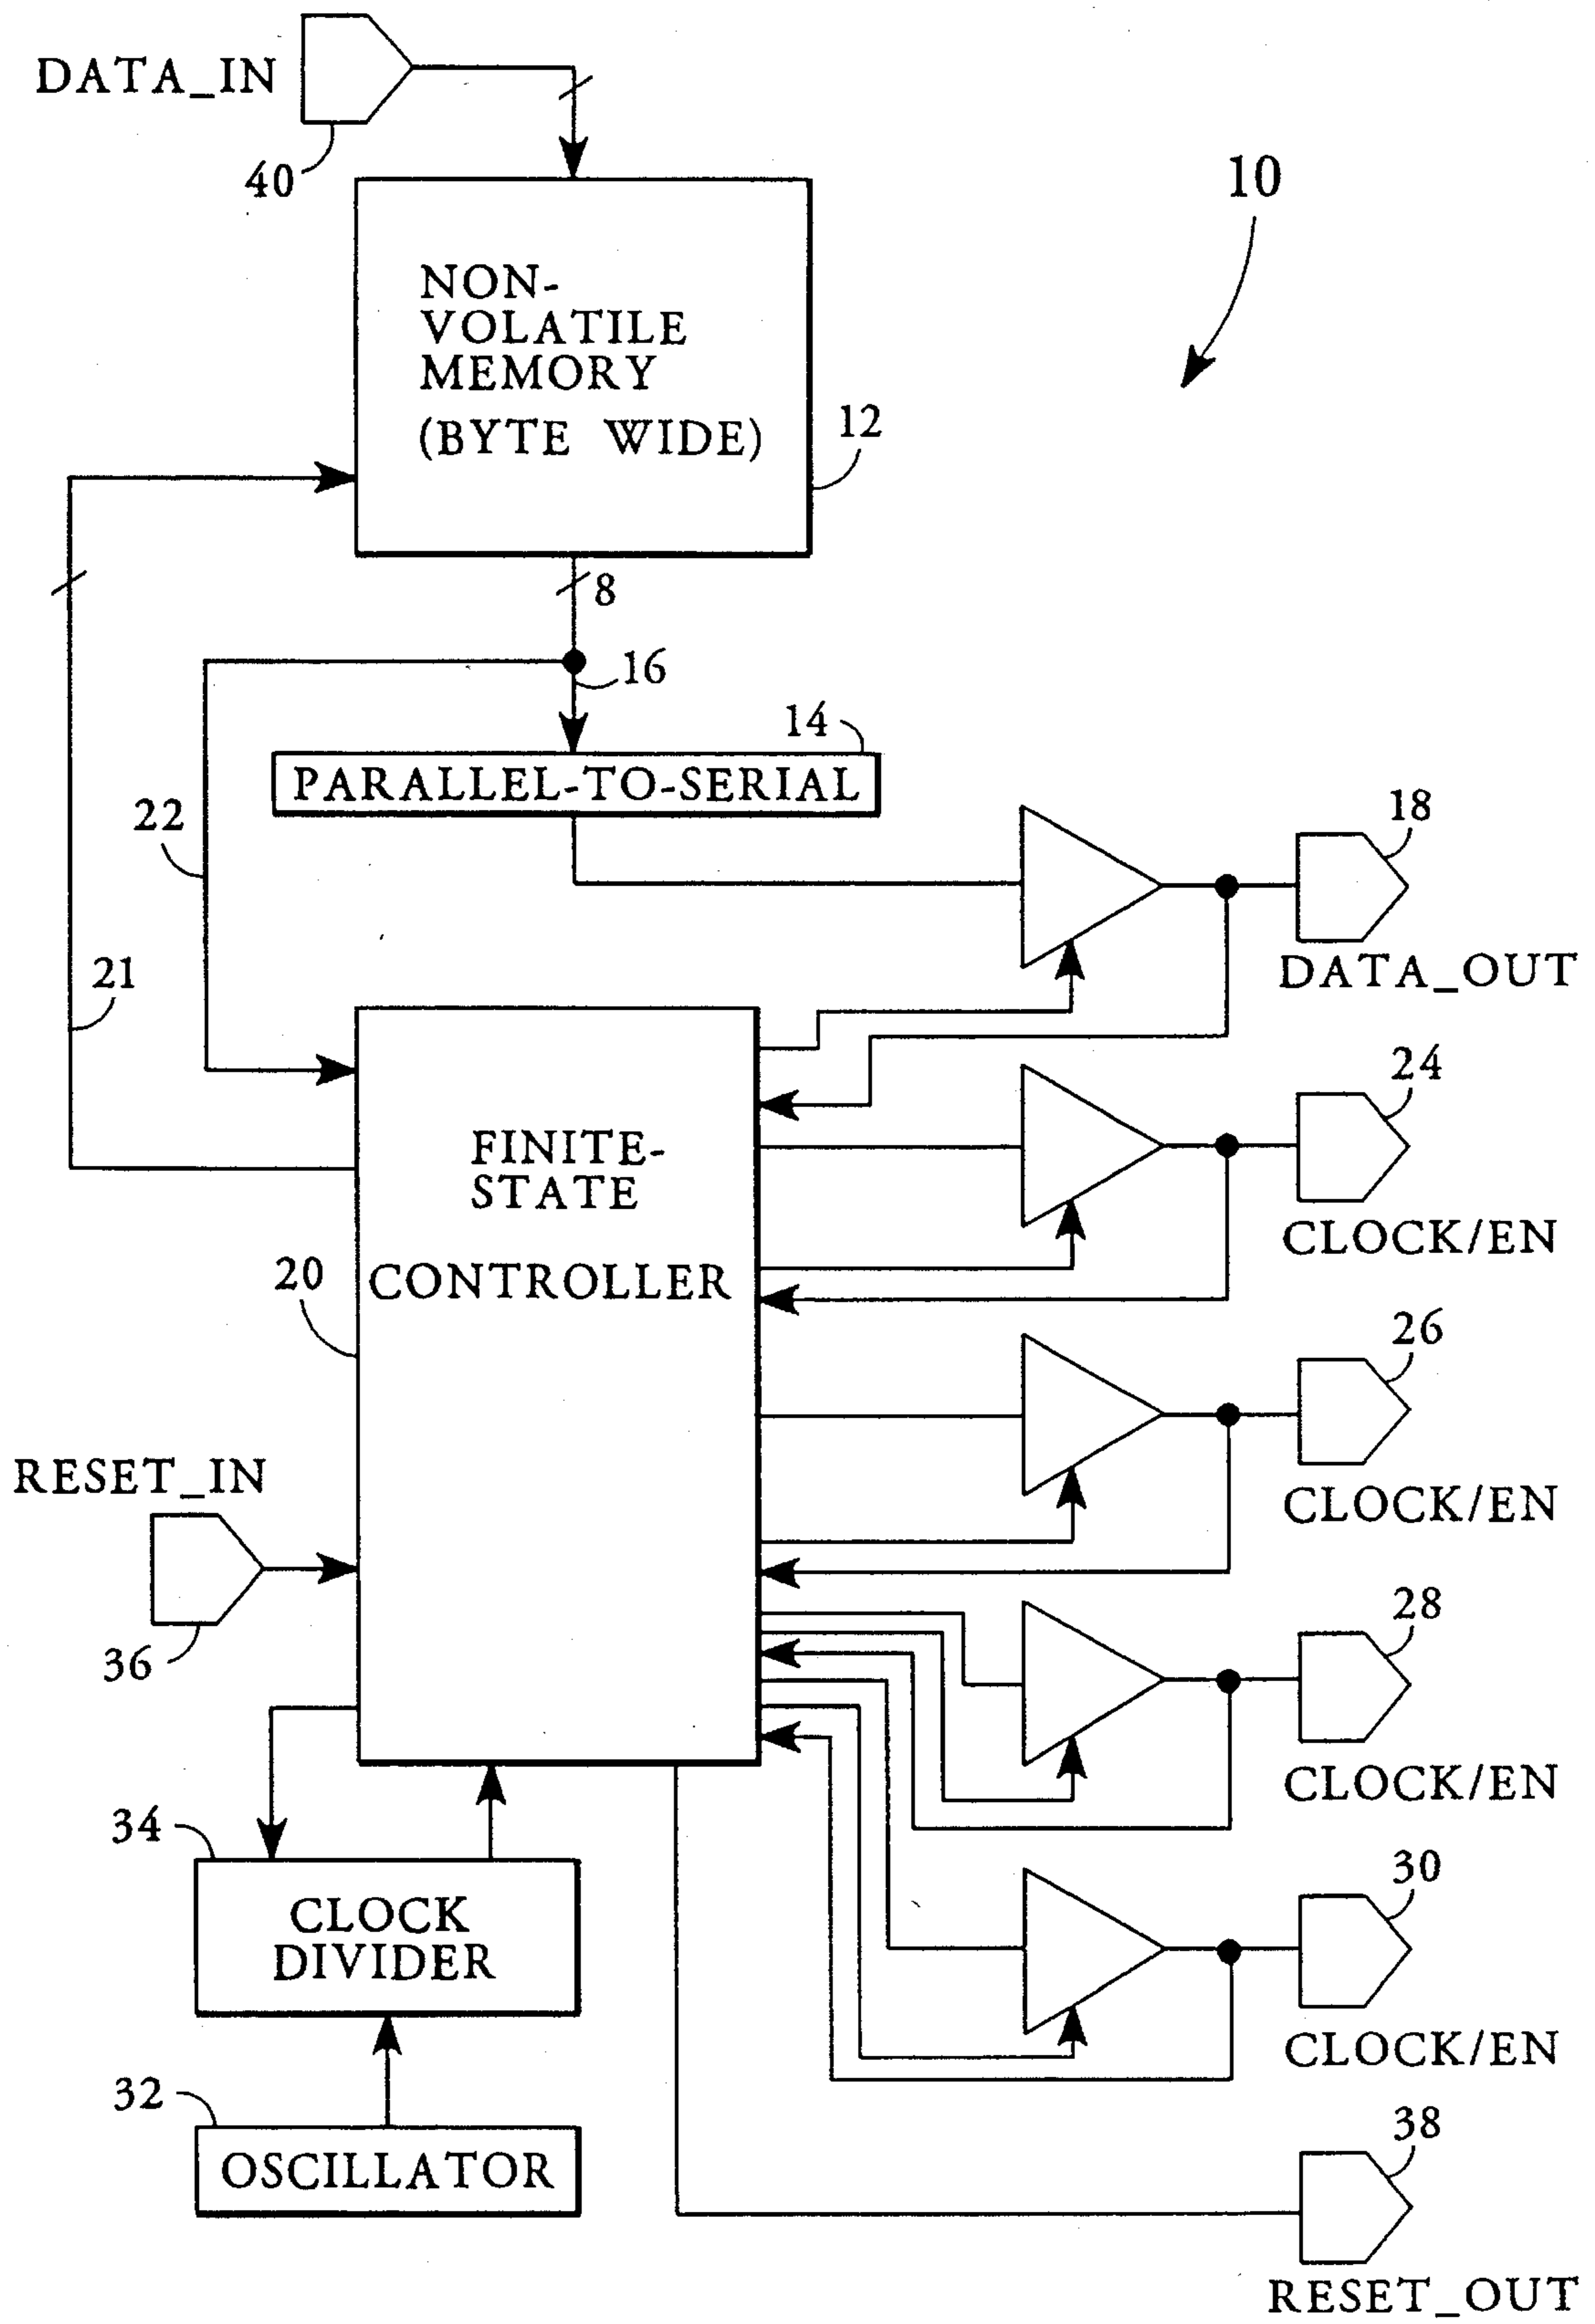 DATA_IN
40
10
NON-
VOLATILE
MEMORY
(BYTE WIDE)
12
8
16
14
PARALLEL-TO-SERIAL
22
18
DATA_OUT
21
24
FINITE-
STATE
CONTROLLER
CLOCK/EN
20
26
RESET_IN
CLOCK/EN
36
28
CLOCK/EN
34
CLOCK
DIVIDER
30
CLOCK/EN
32
OSCILLATOR
38
RESET_OUT